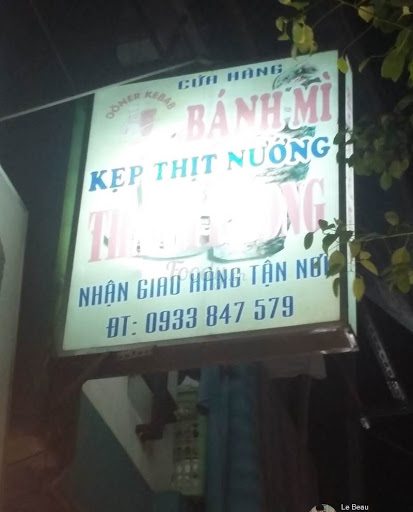 CỬA HÀNG
DÖNER KEBAB
BÁNH MÌ
KẸP THỊT NƯỚNG
NHẬN GIAO HÀNG TẬN NƠI
ĐT: 0933 847 579
Le Beau